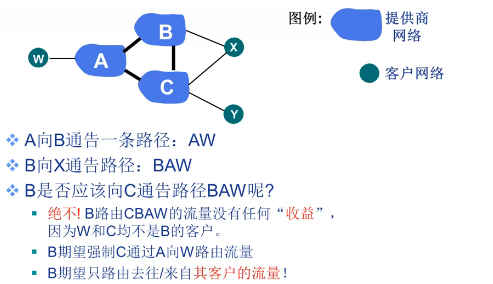 图例:
提供商
网络
W
A
B
C
X
Y
客户网络
A向B通告一条路径：AW
B向X通告路径：BAW
B是否应该向C通告路径BAW呢?
绝不! B路由CBAW的流量没有任何“收益”，
因为W和C均不是B的客户。
B期望强制C通过A向W路由流量
B期望只路由去往/来自其客户的流量!